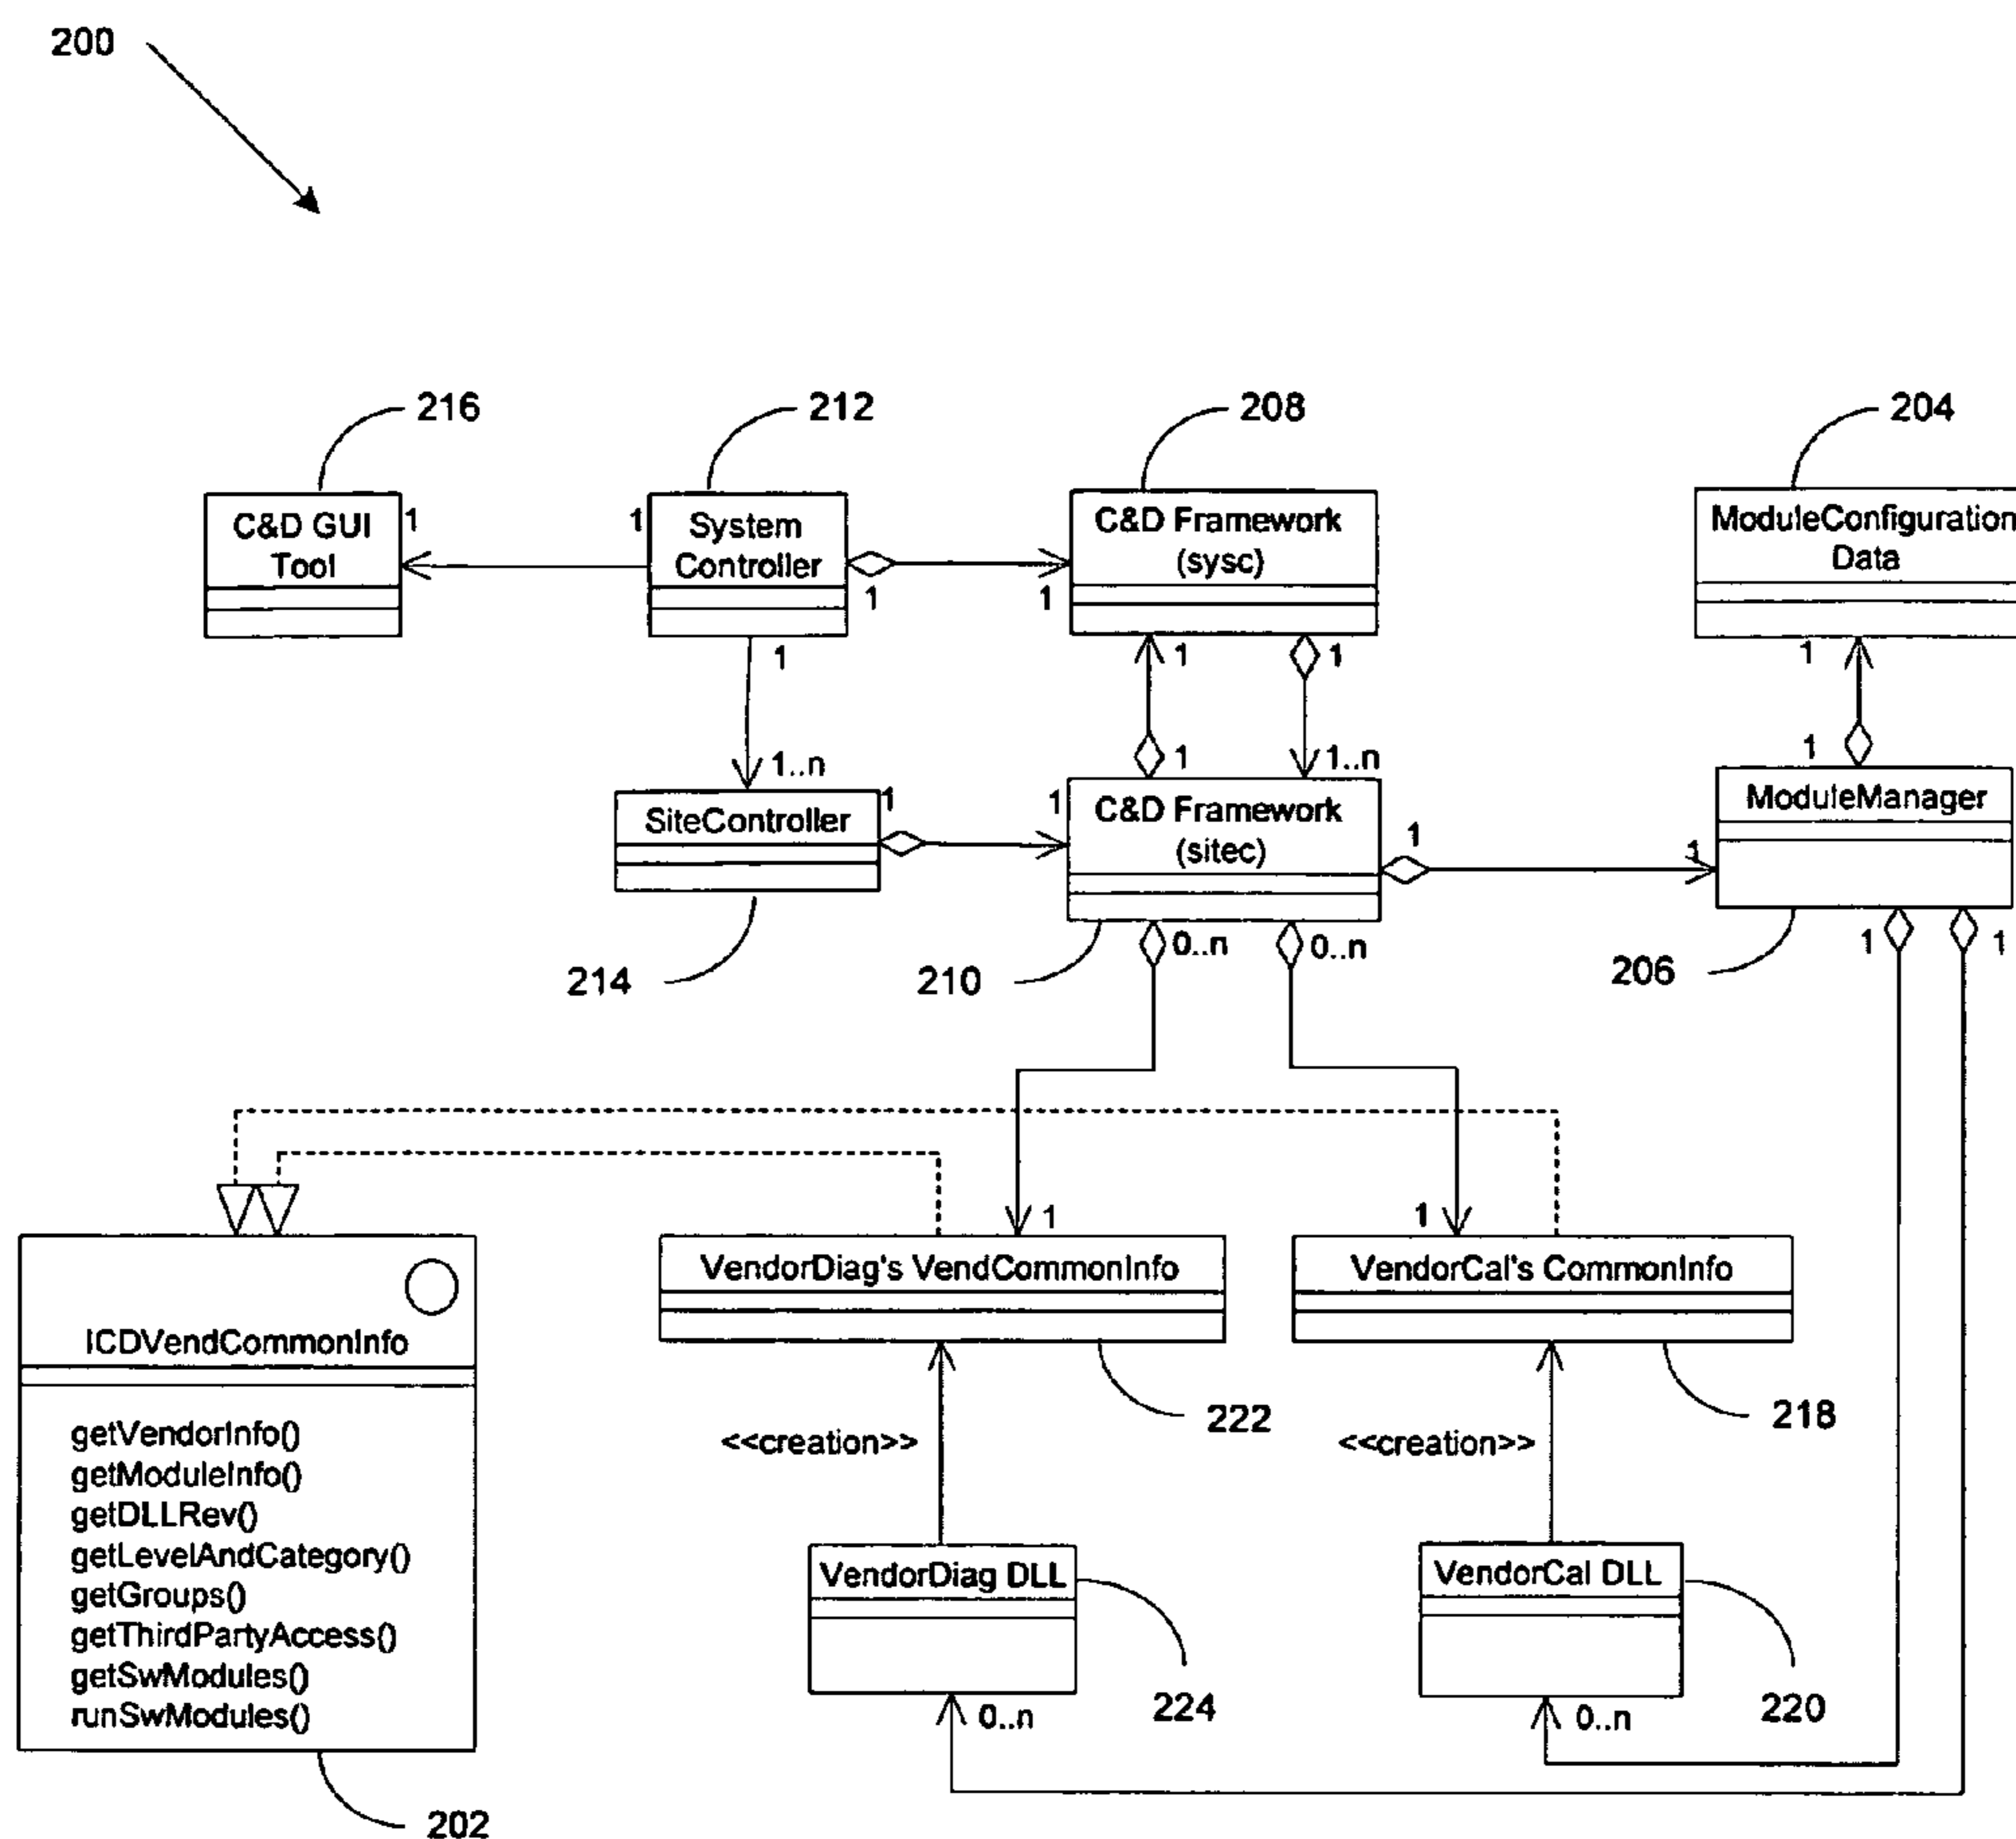 200
216
212
208
204
C&D GUI
Tool
1
1
System
Controller
1
C&D Framework
(sysc)
1
ModuleConfiguration
Data
1
1
1
1
1..n
1
1..n
1
SiteController
1
1
C&D Framework
(sitec)
1
1
ModuleManager
214
210
0..n
0..n
206
1
1
1
1
VendorDiag's VendCommonInfo
VendorCal's CommonInfo
ICDVendCommonInfo
getVendorInfo()
getModuleInfo()
getDLLRev()
getLevelAndCategory()
getGroups()
getThirdPartyAccess()
getSwModules()
runSwModules()
<<creation>>
222
<<creation>>
218
VendorDiag DLL
VendorCal DLL
0..n
224
0..n
220
202